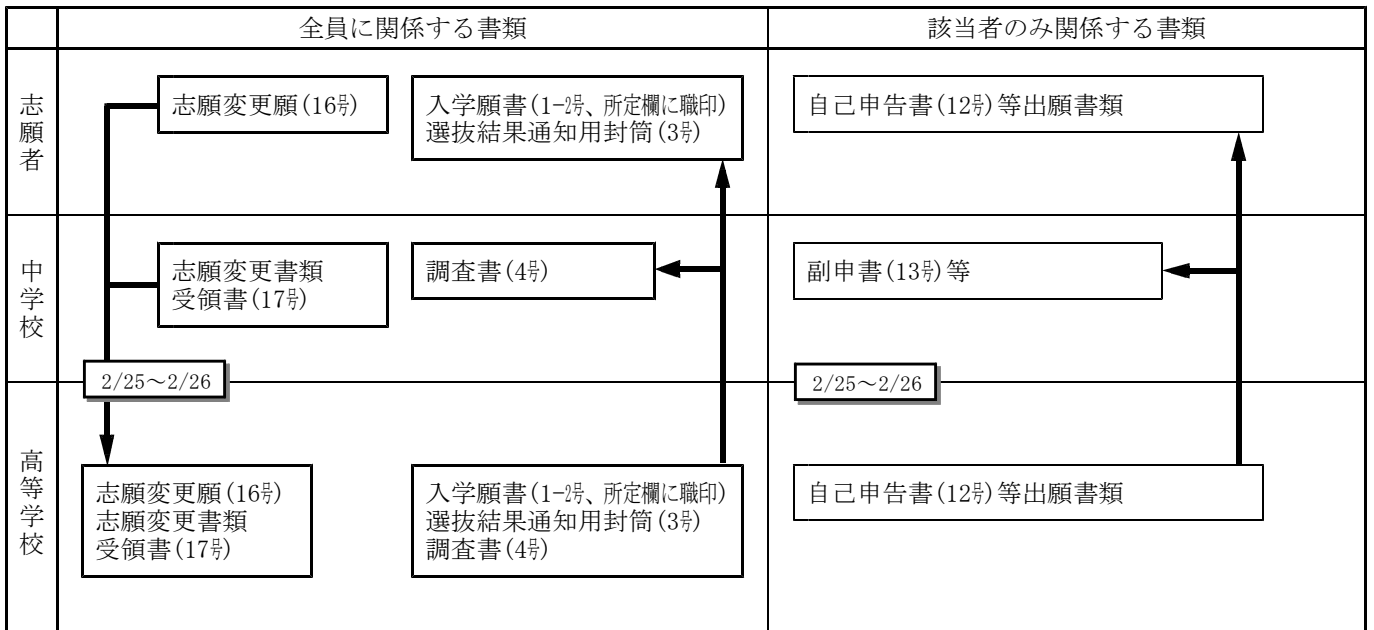 全員に関係する書類
該当者のみ関係する書類
志願者
志願変更願(16号)
入学願書(1-2号、所定欄に職印)
選抜結果通知用封筒(3号)
自己申告書(12号)等出願書類
中学校
志願変更書類
受領書(17号)
調査書(4号)
副申書(13号)等
2/25～2/26
2/25～2/26
高等学校
志願変更願(16号)
志願変更書類
受領書(17号)
入学願書(1-2号、所定欄に職印)
選抜結果通知用封筒(3号)
調査書(4号)
自己申告書(12号)等出願書類